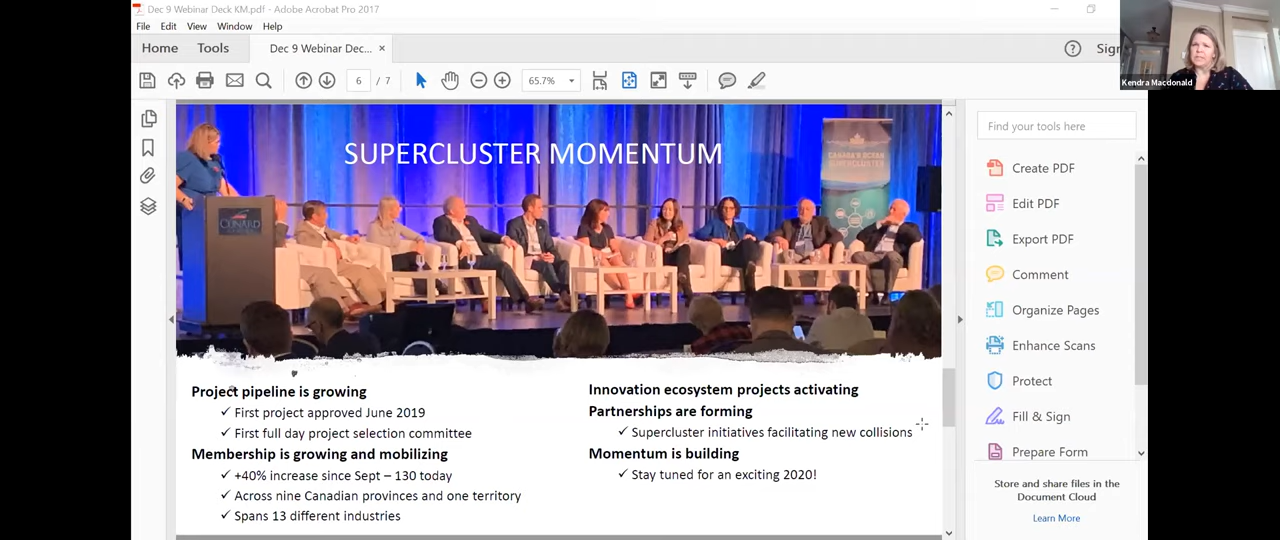 Dec 9 Webinar Deck KM.pdf - Adobe Acrobat Pro 2017
File Edit View Window Help
Home Tools Dec 9 Webinar Dec... × Sign
6 / 7 65.7%
Kendra Macdonald
SUPERCLUSTER MOMENTUM
CANADA'S OCEAN
SUPERCLUSTER
CUNARD
Project pipeline is growing
✓ First project approved June 2019
✓ First full day project selection committee
Membership is growing and mobilizing
✓ +40% increase since Sept – 130 today
✓ Across nine Canadian provinces and one territory
✓ Spans 13 different industries
Innovation ecosystem projects activating
Partnerships are forming
✓ Supercluster initiatives facilitating new collisions
Momentum is building
✓ Stay tuned for an exciting 2020!
Find your tools here
Create PDF
Edit PDF
Export PDF
Comment
Organize Pages
Enhance Scans
Protect
Fill & Sign
Prepare Form
Store and share files in the
Document Cloud
Learn More